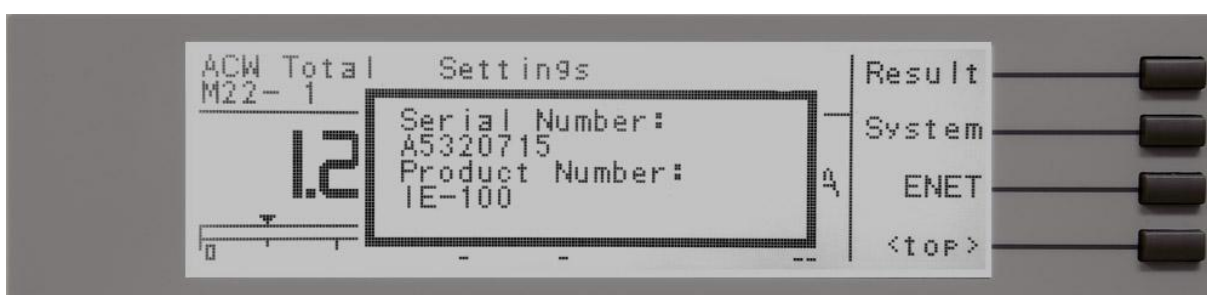 ACW Total Settings
M22- 1
1.2
0
Serial Number:
A5320715
Product Number:
IE-100
Result
System
ENET
<top>